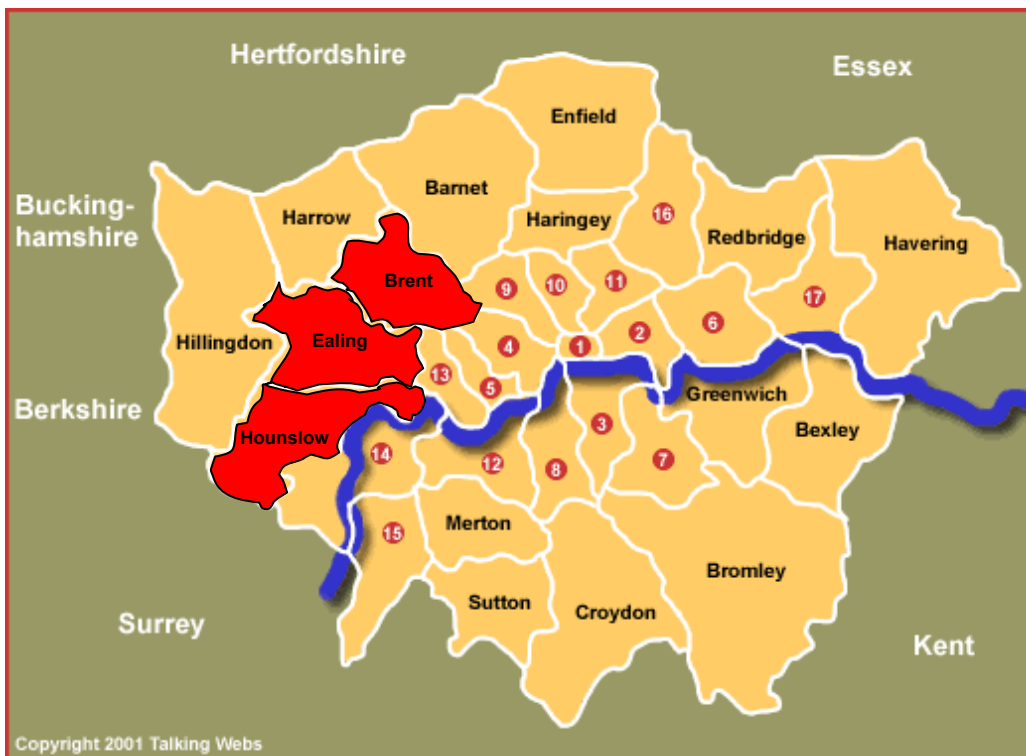 Hertfordshire
Essex
Enfield
Bucking-
hamshire
Barnet
Harrow
Haringey
16
Redbridge
Havering
Brent
9
10
11
17
Hillingdon
Ealing
4
1
2
6
13
5
Berkshire
Greenwich
Hounslow
3
Bexley
14
12
8
7
15
Merton
Bromley
Sutton
Croydon
Surrey
Kent
Copyright 2001 Talking Webs